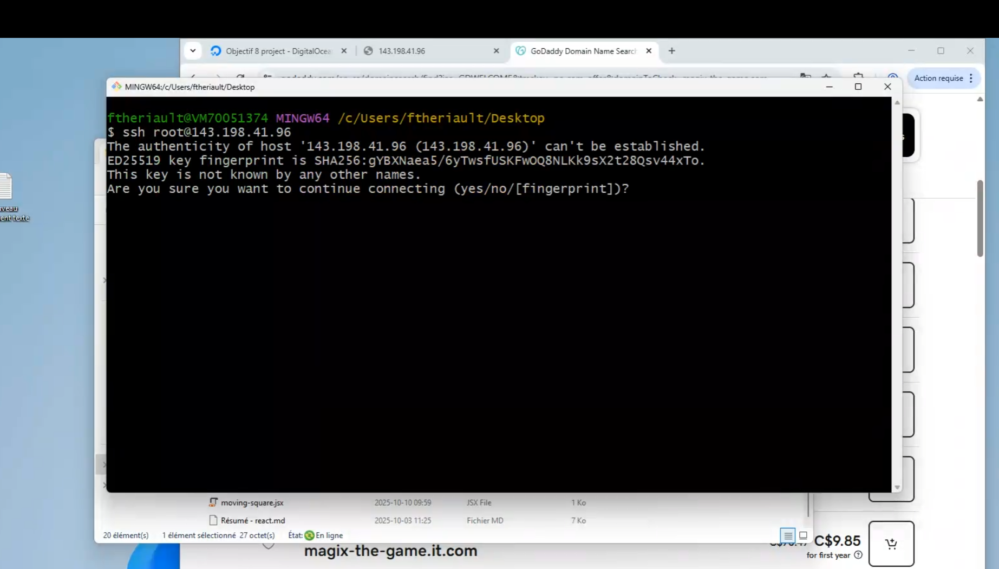 Objectif 8 project - DigitalOcea
143.198.41.96
GoDaddy Domain Name Search
Action requise
MINGW64:/c/Users/ftheriault/Desktop
ftheriault@VM70051374 MINGW64 /c/Users/ftheriault/Desktop
$ ssh root@143.198.41.96
The authenticity of host '143.198.41.96 (143.198.41.96)' can't be established.
ED25519 key fingerprint is SHA256:gYBXNaea5/6yTwsfUSKFwOQ8NLKk9sX2t28Qsv44xTo.
This key is not known by any other names.
Are you sure you want to continue connecting (yes/no/[fingerprint])?
uveau
ent texte
moving-square.jsx 2025-10-10 09:59 JSX File 1 Ko
Résumé - react.md 2025-10-03 11:25 Fichier MD 7 Ko
20 élément(s) 1 élément sélectionné 27 octet(s) État: En ligne
magix-the-game.it.com
C$9.85
for first year